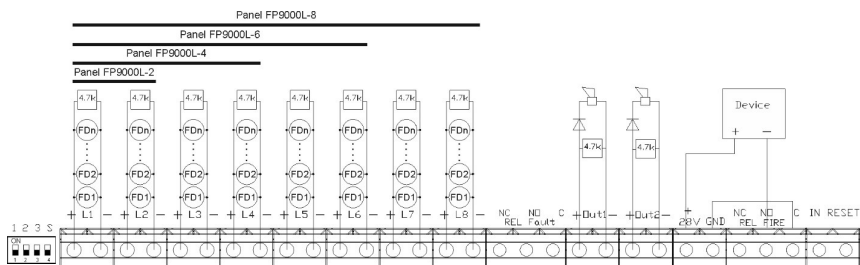 Panel FP9000L-8
Panel FP9000L-6
Panel FP9000L-4
Panel FP9000L-2
4.7k 4.7k 4.7k 4.7k 4.7k 4.7k 4.7k 4.7k
Device
+ −
FDn FDn FDn FDn FDn FDn FDn FDn
4.7k 4.7k
FD2 FD2 FD2 FD2 FD2 FD2 FD2 FD2
FD1 FD1 FD1 FD1 FD1 FD1 FD1 FD1
+ L1 − + L2 − + L3 − + L4 − + L5 − + L6 − + L7 − + L8 − NC NO C +Out1− +Out2− + NC NO C IN RESET
REL Fault 28V GND REL FIRE
1 2 3 S
ON
1 2 3 4